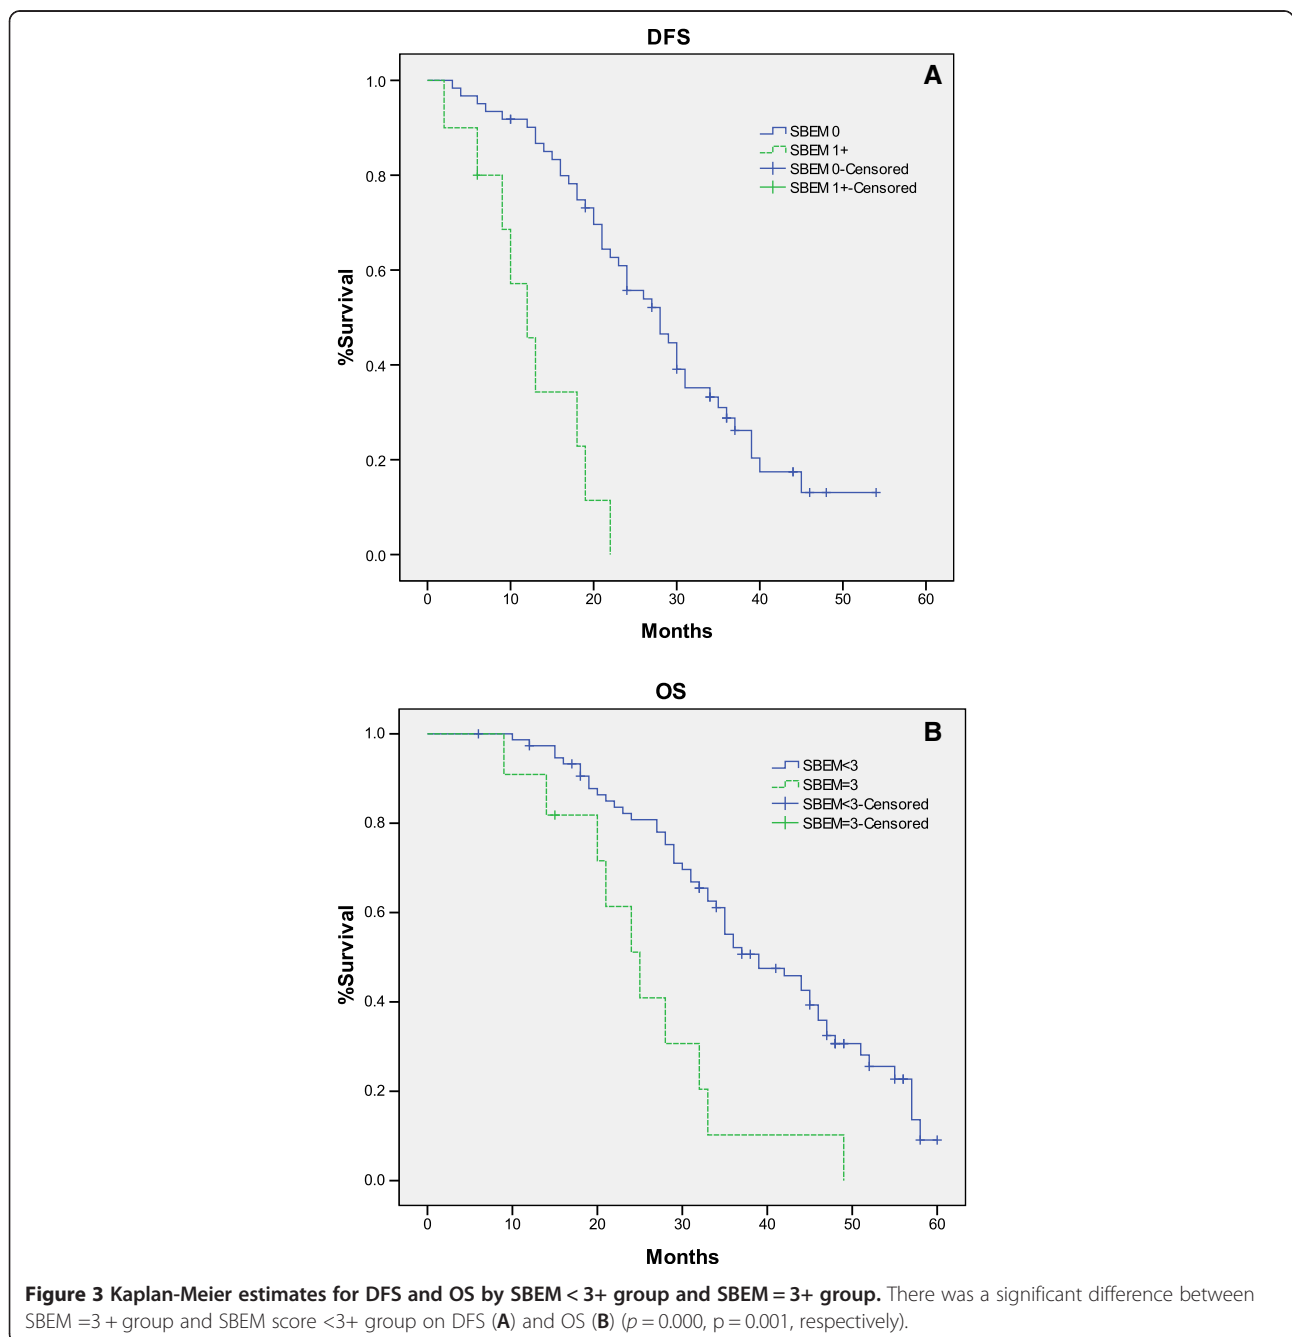 DFS
A
1.0
0.8
0.6
0.4
0.2
0.0
%Survival
SBEM 0
SBEM 1+
SBEM 0-Censored
SBEM 1+-Censored
0 10 20 30 40 50 60
Months
OS
B
1.0
0.8
0.6
0.4
0.2
0.0
%Survival
SBEM<3
SBEM=3
SBEM<3-Censored
SBEM=3-Censored
0 10 20 30 40 50 60
Months
Figure 3 Kaplan-Meier estimates for DFS and OS by SBEM < 3+ group and SBEM = 3+ group. There was a significant difference between
SBEM =3 + group and SBEM score <3+ group on DFS (A) and OS (B) (p = 0.000, p = 0.001, respectively).